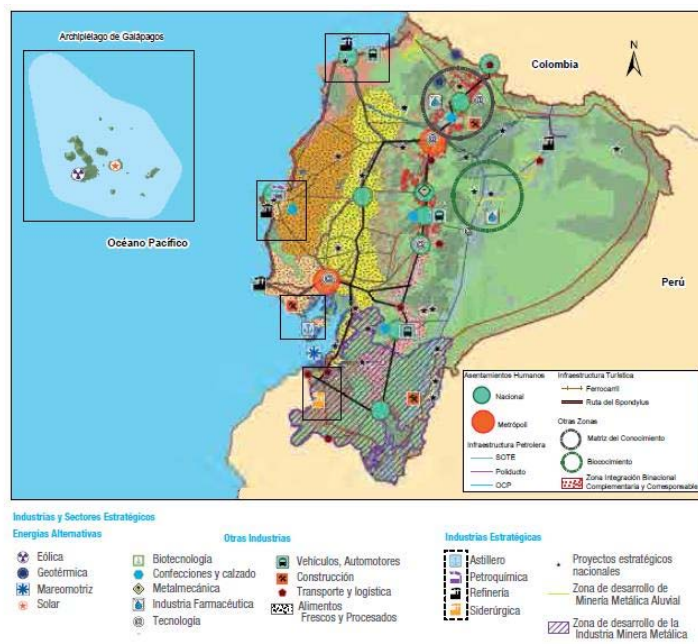 Archipiélago de Galápagos
Colombia
N
Océano Pacífico
Perú
Asentamientos Humanos
Nacional
Metrópoli
Infraestructura Petrolera
SOTE
Poliducto
OCP
Infraestructura Turística
Ferrocarril
Ruta del Spondylus
Otras Zonas
Matriz del Conocimiento
Bioconocimiento
Zona Integración Binacional
Complementaria y Corresponsable
Industrias y Sectores Estratégicos
Energías Alternativas
Eólica
Geotérmica
Mareomotriz
Solar
Otras Industrias
Biotecnología
Confecciones y calzado
Metalmecánica
Industria Farmacéutica
Tecnología
Vehículos, Automotores
Construcción
Transporte y logística
Alimentos
Frescos y Procesados
Industrias Estratégicas
Astillero
Petroquímica
Refinería
Siderúrgica
Proyectos estratégicos
nacionales
Zona de desarrollo de
Minería Metálica Aluvial
Zona de desarrollo de la
Industria Minera Metálica